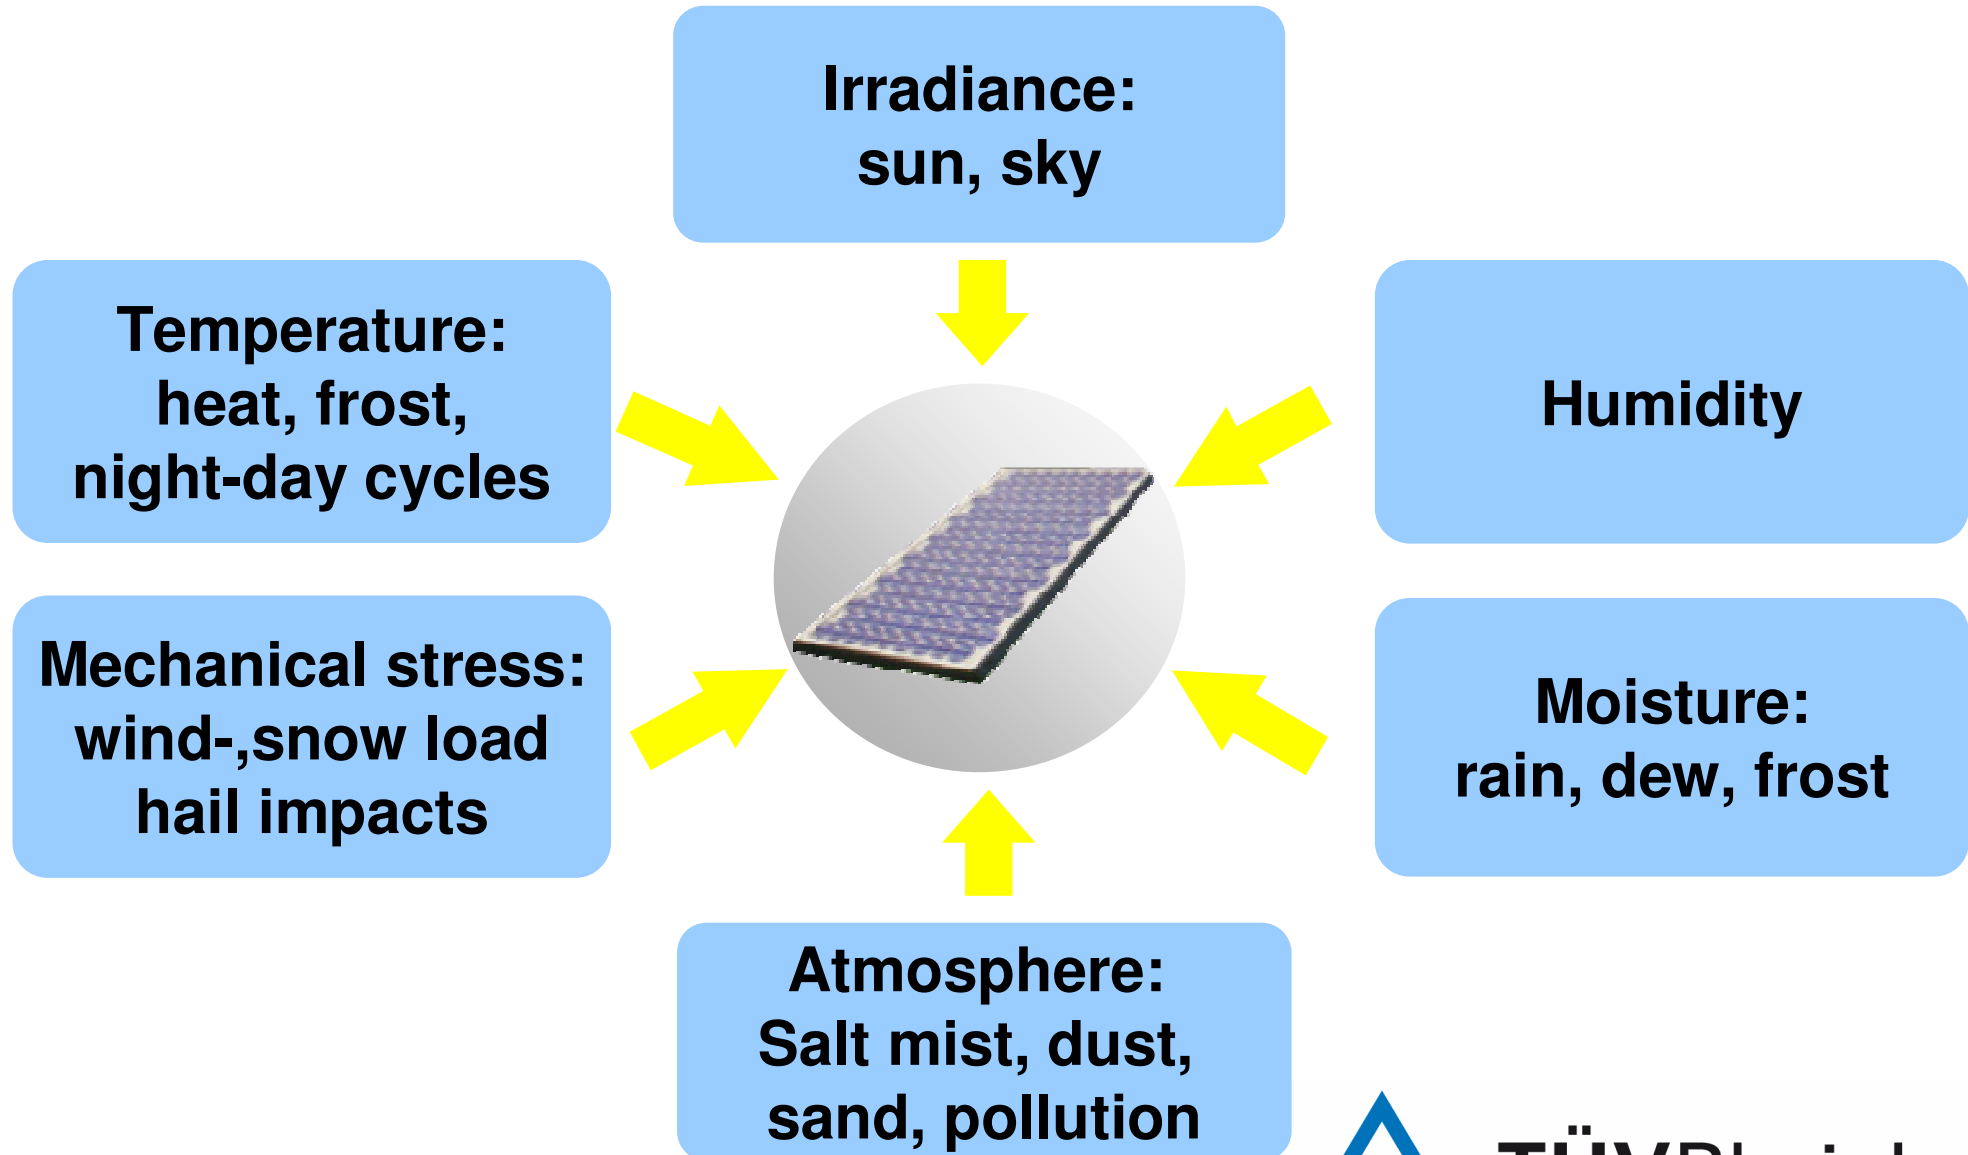 Irradiance:
sun, sky
Temperature:
heat, frost,
night-day cycles
Humidity
Mechanical stress:
wind-,snow load
hail impacts
Moisture:
rain, dew, frost
Atmosphere:
Salt mist, dust,
sand, pollution
TÜV